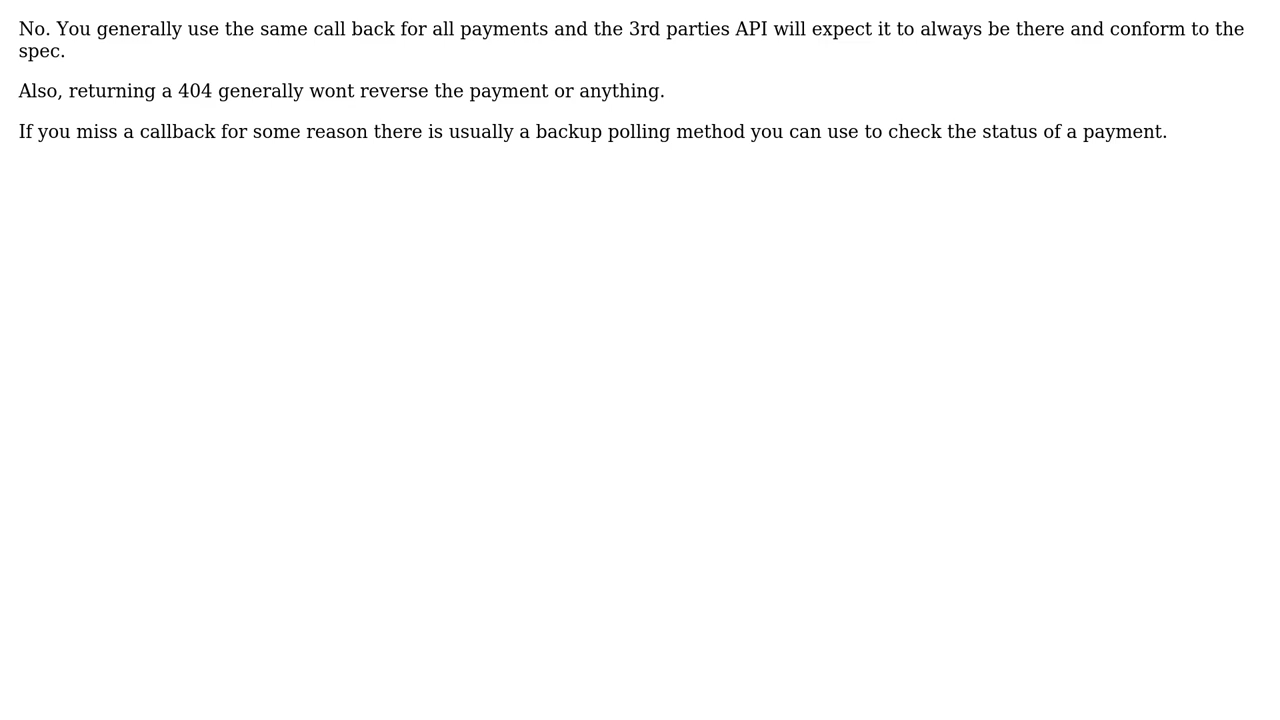 No. You generally use the same call back for all payments and the 3rd parties API will expect it to always be there and conform to the
spec.
Also, returning a 404 generally wont reverse the payment or anything.
If you miss a callback for some reason there is usually a backup polling method you can use to check the status of a payment.